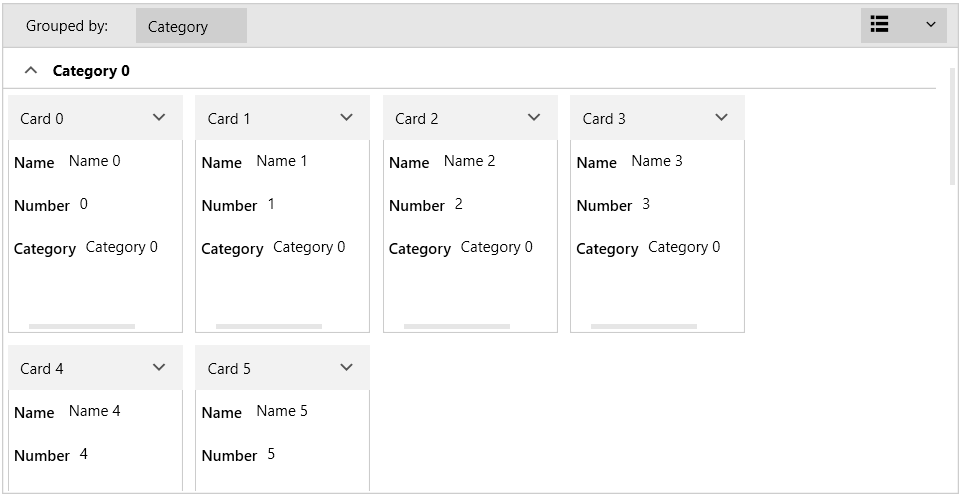 Grouped by: Category
Category 0
Card 0 Card 1 Card 2 Card 3
Name Name 0 Name Name 1 Name Name 2 Name Name 3
Number 0 Number 1 Number 2 Number 3
Category Category 0 Category Category 0 Category Category 0 Category Category 0
Card 4 Card 5
Name Name 4 Name Name 5
Number 4 Number 5